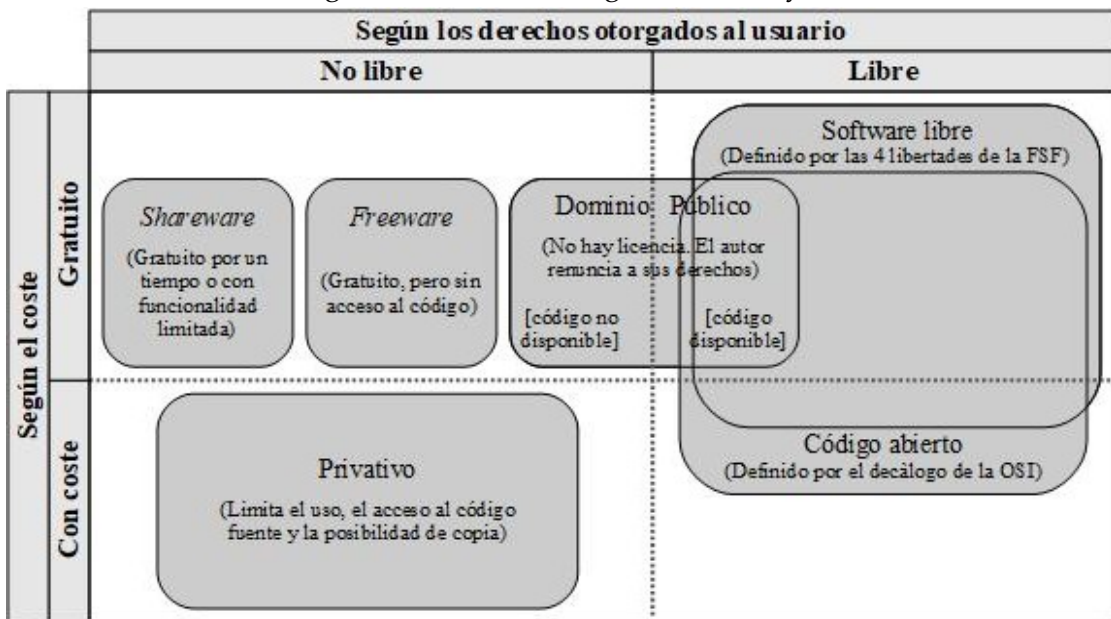 Según los derechos otorgados al usuario
No libre
Libre
Según el coste
Gratuito
Con coste
Shareware
(Gratuito por un
tiempo o con
funcionalidad
limitada)
Freeware
(Gratuito, pero sin
acceso al código)
Dominio Público
(No hay licencia. El autor
renuncia a sus derechos)
[código no
disponible]
[código
disponible]
Software libre
(Definido por las 4 libertades de la FSF)
Código abierto
(Definido por el decálogo de la OSI)
Privativo
(Limita el uso, el acceso al código
fuente y la posibilidad de copia)